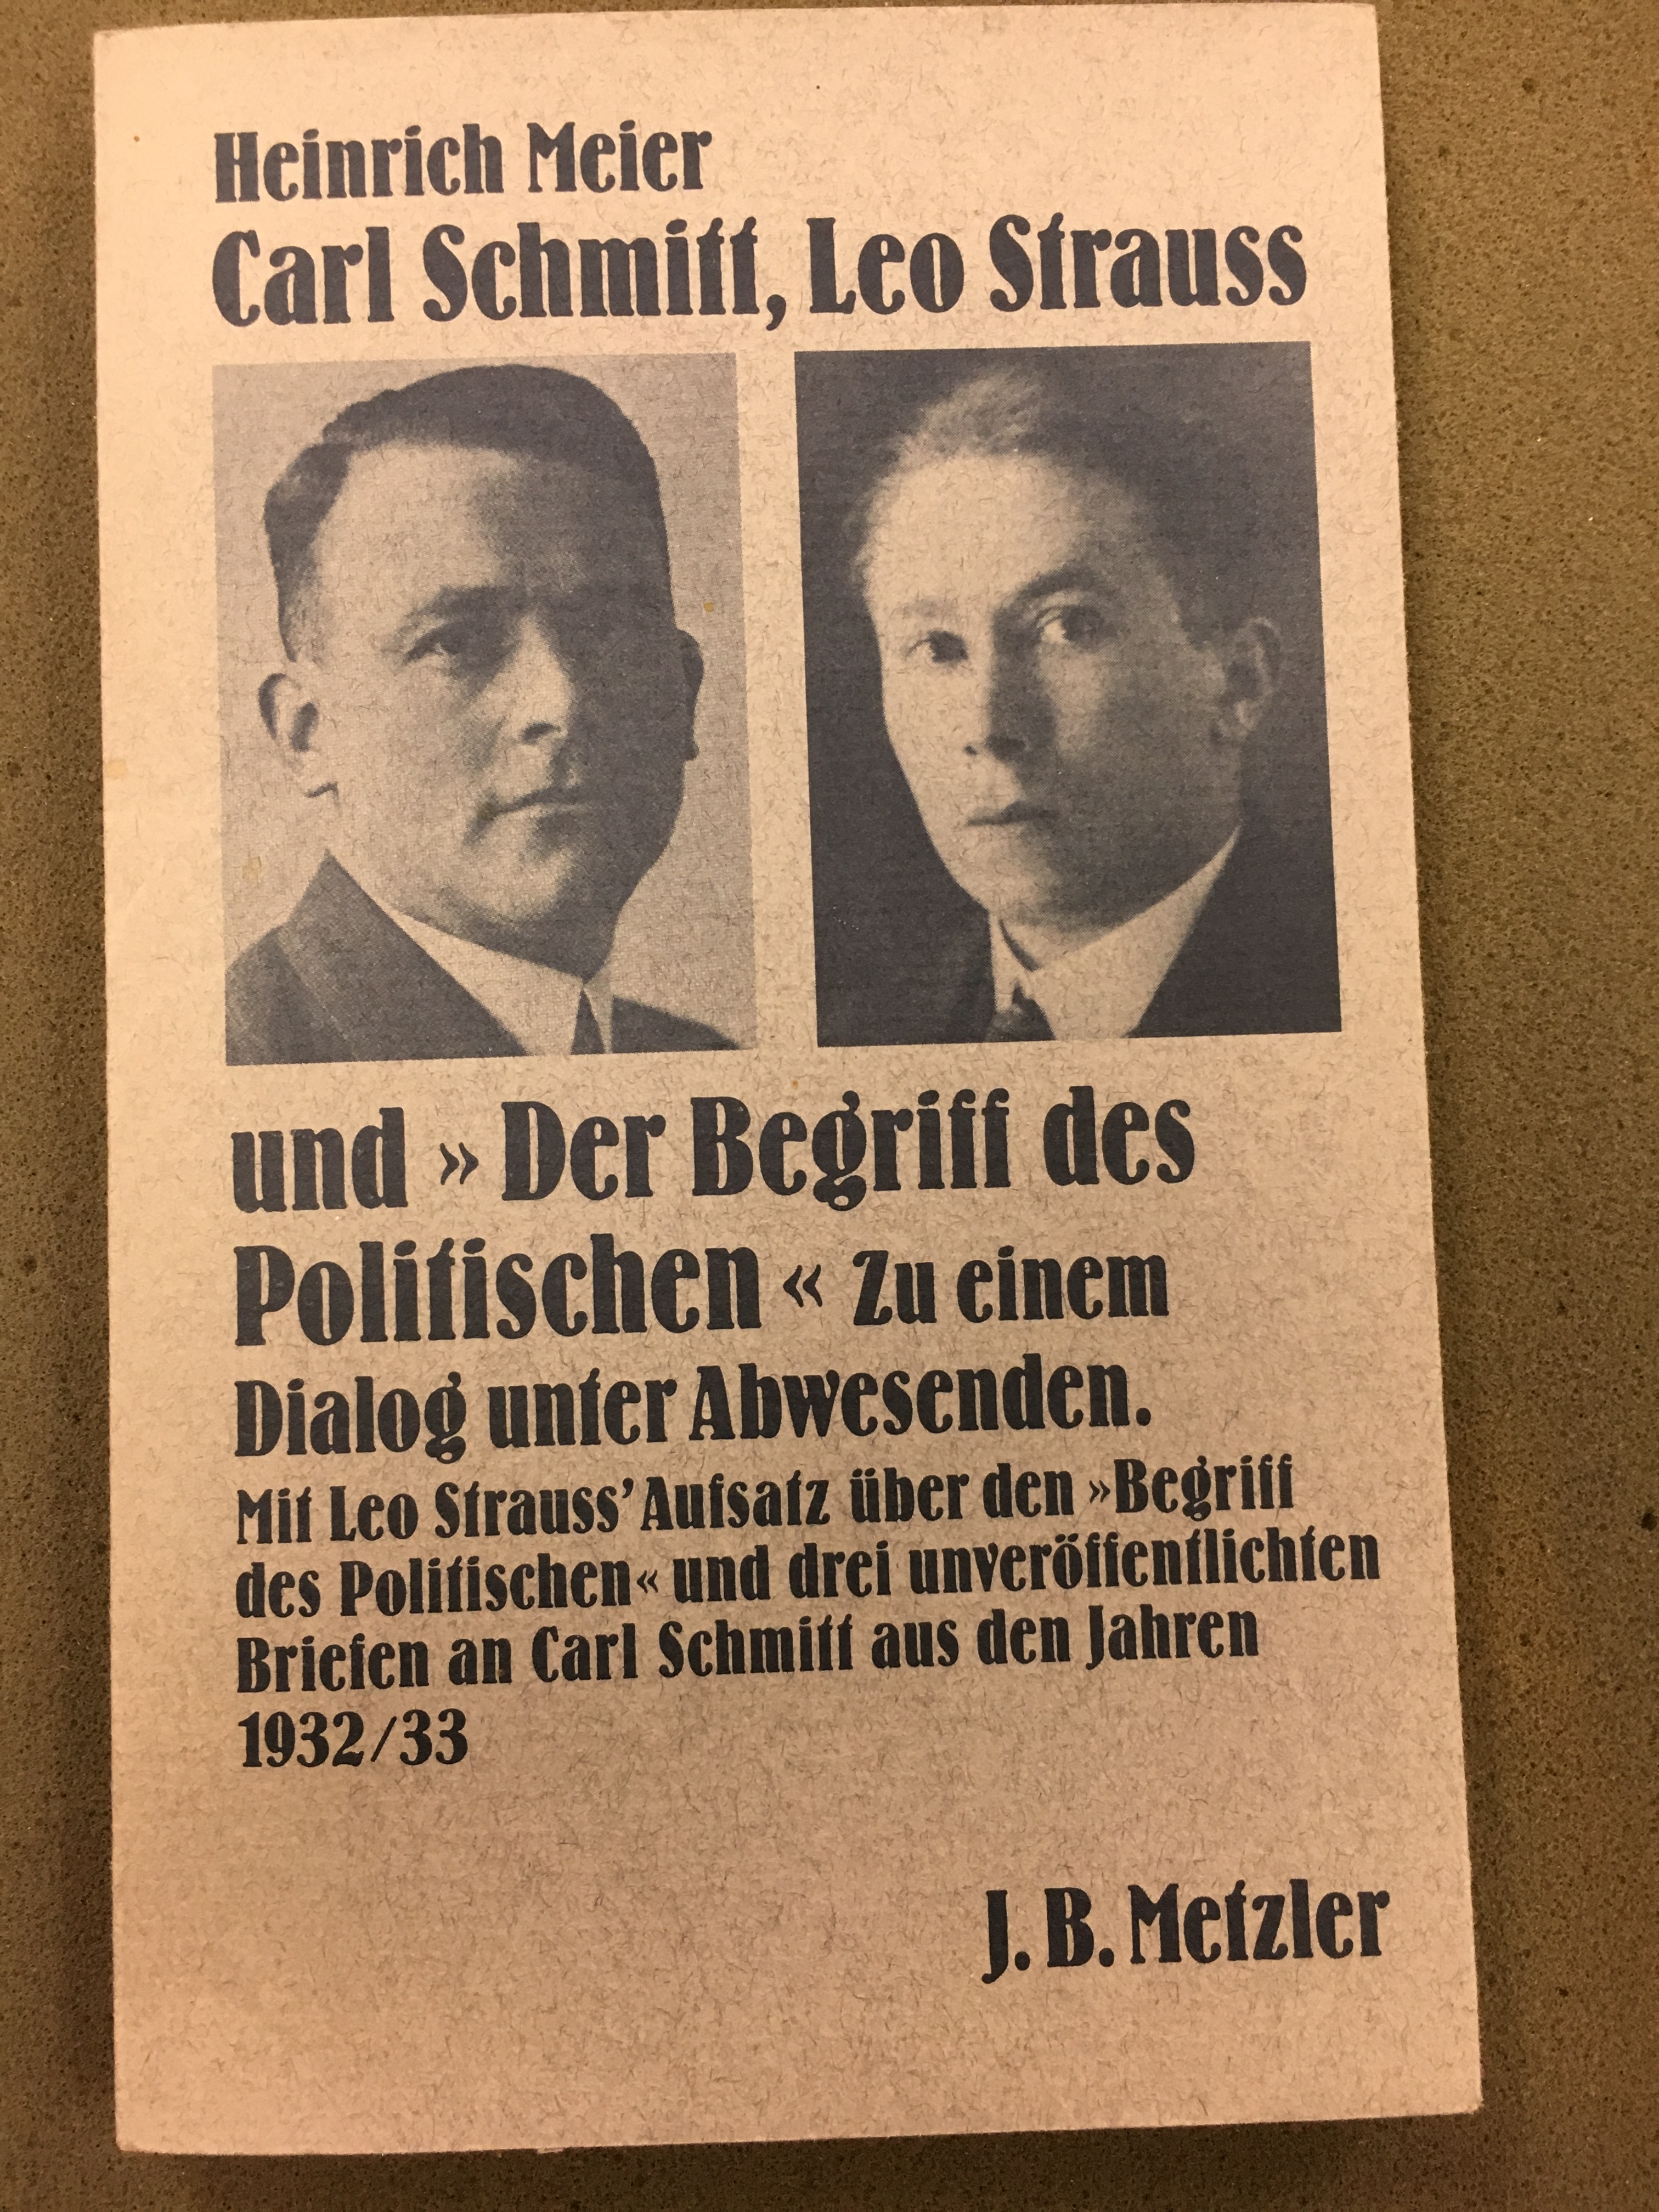 Heinrich Meier
Carl Schmitt, Leo Strauss
und » Der Begriff des
Politischen « Zu einem
Dialog unter Abwesenden.
Mit Leo Strauss' Aufsatz über den »Begriff
des Politischen« und drei unveröffentlichten
Briefen an Carl Schmitt aus den Jahren
1932/33
J. B. Metzler